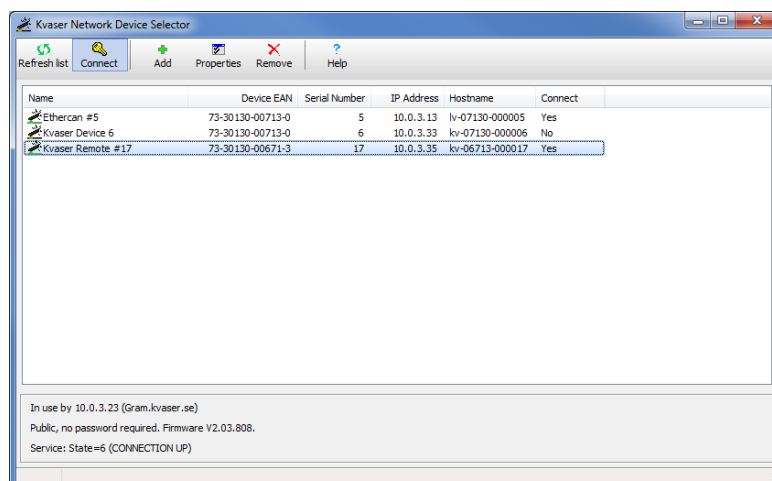 Kvaser Network Device Selector
Refresh list Connect Add Properties Remove Help
Name Device EAN Serial Number IP Address Hostname Connect
Ethercan #5 73-30130-00713-0 5 10.0.3.13 lv-07130-000005 Yes
Kvaser Device 6 73-30130-00713-0 6 10.0.3.33 kv-07130-000006 No
Kvaser Remote #17 73-30130-00671-3 17 10.0.3.35 kv-06713-000017 Yes
In use by 10.0.3.23 (Gram.kvaser.se)
Public, no password required. Firmware V2.03.808.
Service: State=6 (CONNECTION UP)